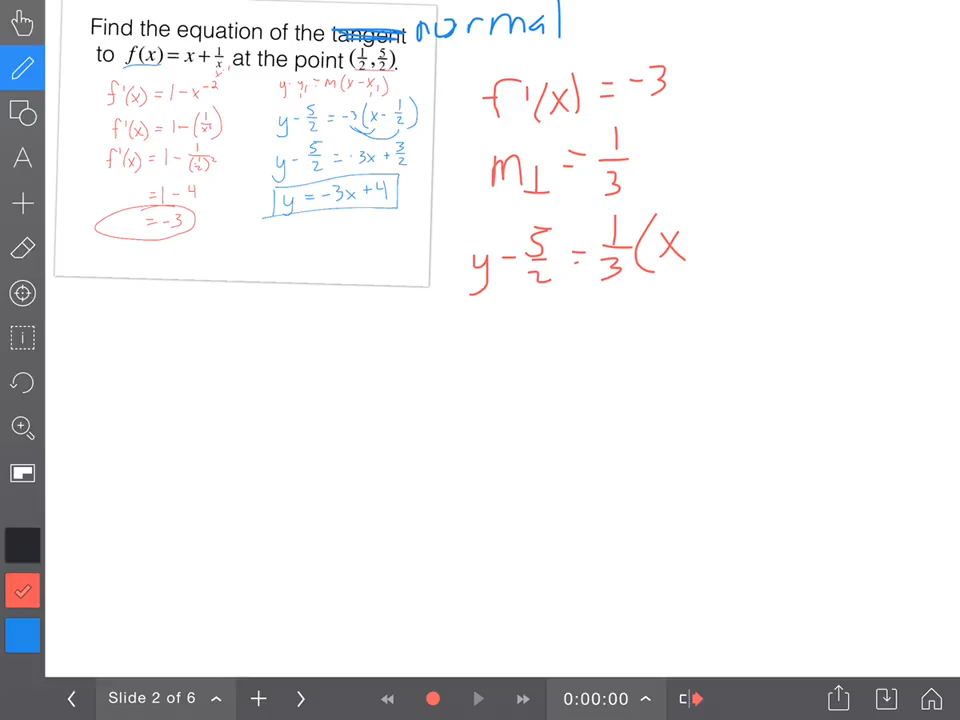 Find the equation of the tangent normal
to f(x) = x + 1/x at the point (1/2, 5/2).
f'(x) = 1 - x^-2
f'(x) = 1 - (1/x²)
f'(x) = 1 - 1/(1/2)²
= 1 - 4
= -3
y - y₁ = m(x - x₁)
y - 5/2 = -3(x - 1/2)
y - 5/2 = -3x + 3/2
y = -3x + 4
f'(x) = -3
m⊥ = 1/3
y - 5/2 = 1/3(x
A
i
Slide 2 of 6
0:00:00